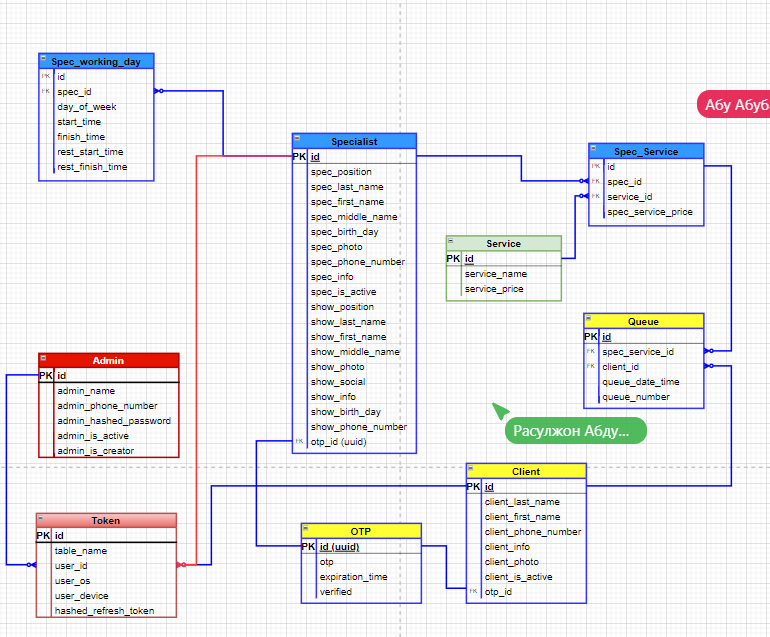 Spec_working_day
PK id
FK spec_id
day_of_week
start_time
finish_time
rest_start_time
rest_finish_time
Specialist
PK id
spec_position
spec_last_name
spec_first_name
spec_middle_name
spec_birth_day
spec_photo
spec_phone_number
spec_info
spec_is_active
show_position
show_last_name
show_first_name
show_middle_name
show_photo
show_social
show_info
show_birth_day
show_phone_number
FK otp_id (uuid)
Абу Абуб
Spec_Service
PK id
FK spec_id
FK service_id
spec_service_price
Service
PK id
service_name
service_price
Queue
PK id
FK spec_service_id
FK client_id
queue_date_time
queue_number
Admin
PK id
admin_name
admin_phone_number
admin_hashed_password
admin_is_active
admin_is_creator
Расулжон Абду...
Client
PK id
client_last_name
client_first_name
client_phone_number
client_info
client_photo
client_is_active
FK otp_id
Token
PK id
table_name
user_id
user_os
user_device
hashed_refresh_token
OTP
PK id (uuid)
otp
expiration_time
verified